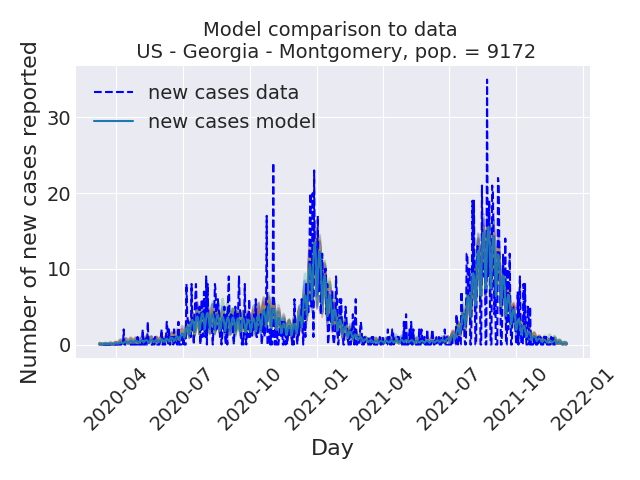 Model comparison to data
US - Georgia - Montgomery, pop. = 9172
Number of new cases reported
new cases data
new cases model
30
20
10
0
2020-04
2020-07
2020-10
2021-01
2021-04
2021-07
2021-10
2022-01
Day